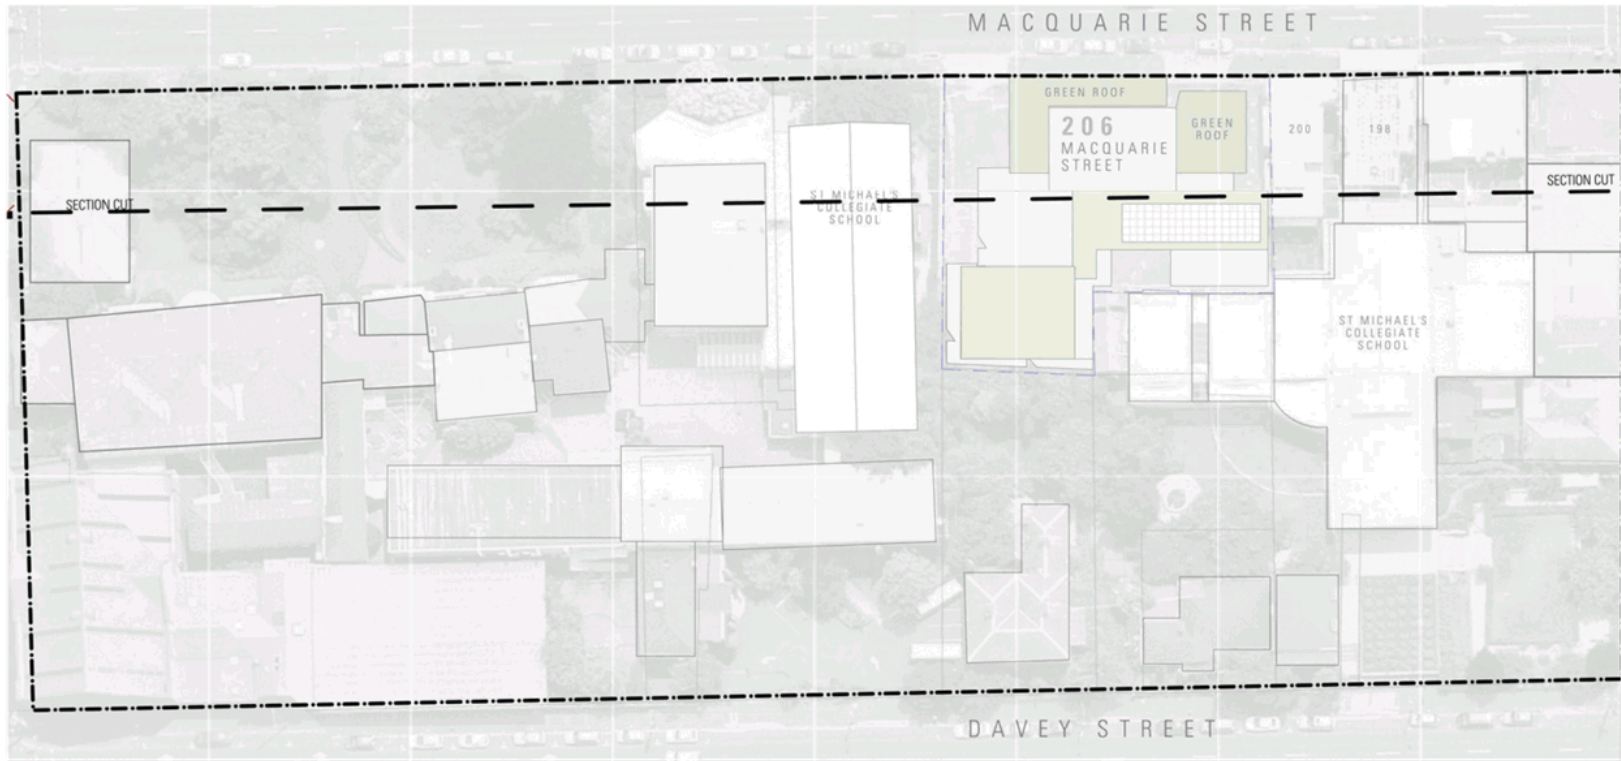 MACQUARIE STREET
GREEN ROOF
206
MACQUARIE
STREET
GREEN
ROOF
200
198
SECTION CUT
SECTION CUT
ST MICHAEL'S
COLLEGIATE
SCHOOL
ST MICHAEL'S
COLLEGIATE
SCHOOL
DAVEY STREET